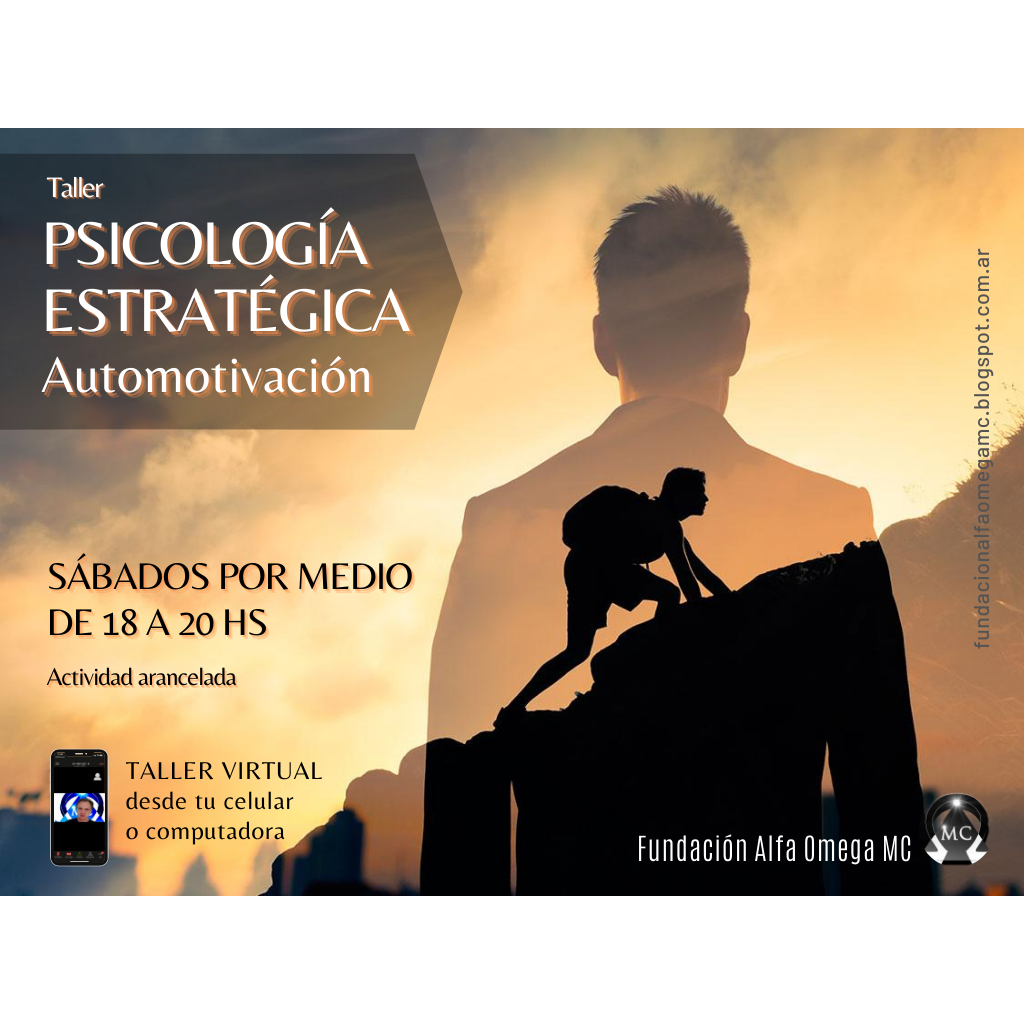 Taller
PSICOLOGÍA
ESTRATÉGICA
Automotivación
SÁBADOS POR MEDIO
DE 18 A 20 HS
Actividad arancelada
TALLER VIRTUAL
desde tu celular
o computadora
fundacionalfaomegamc.blogspot.com.ar
Fundación Alfa Omega MC
MC